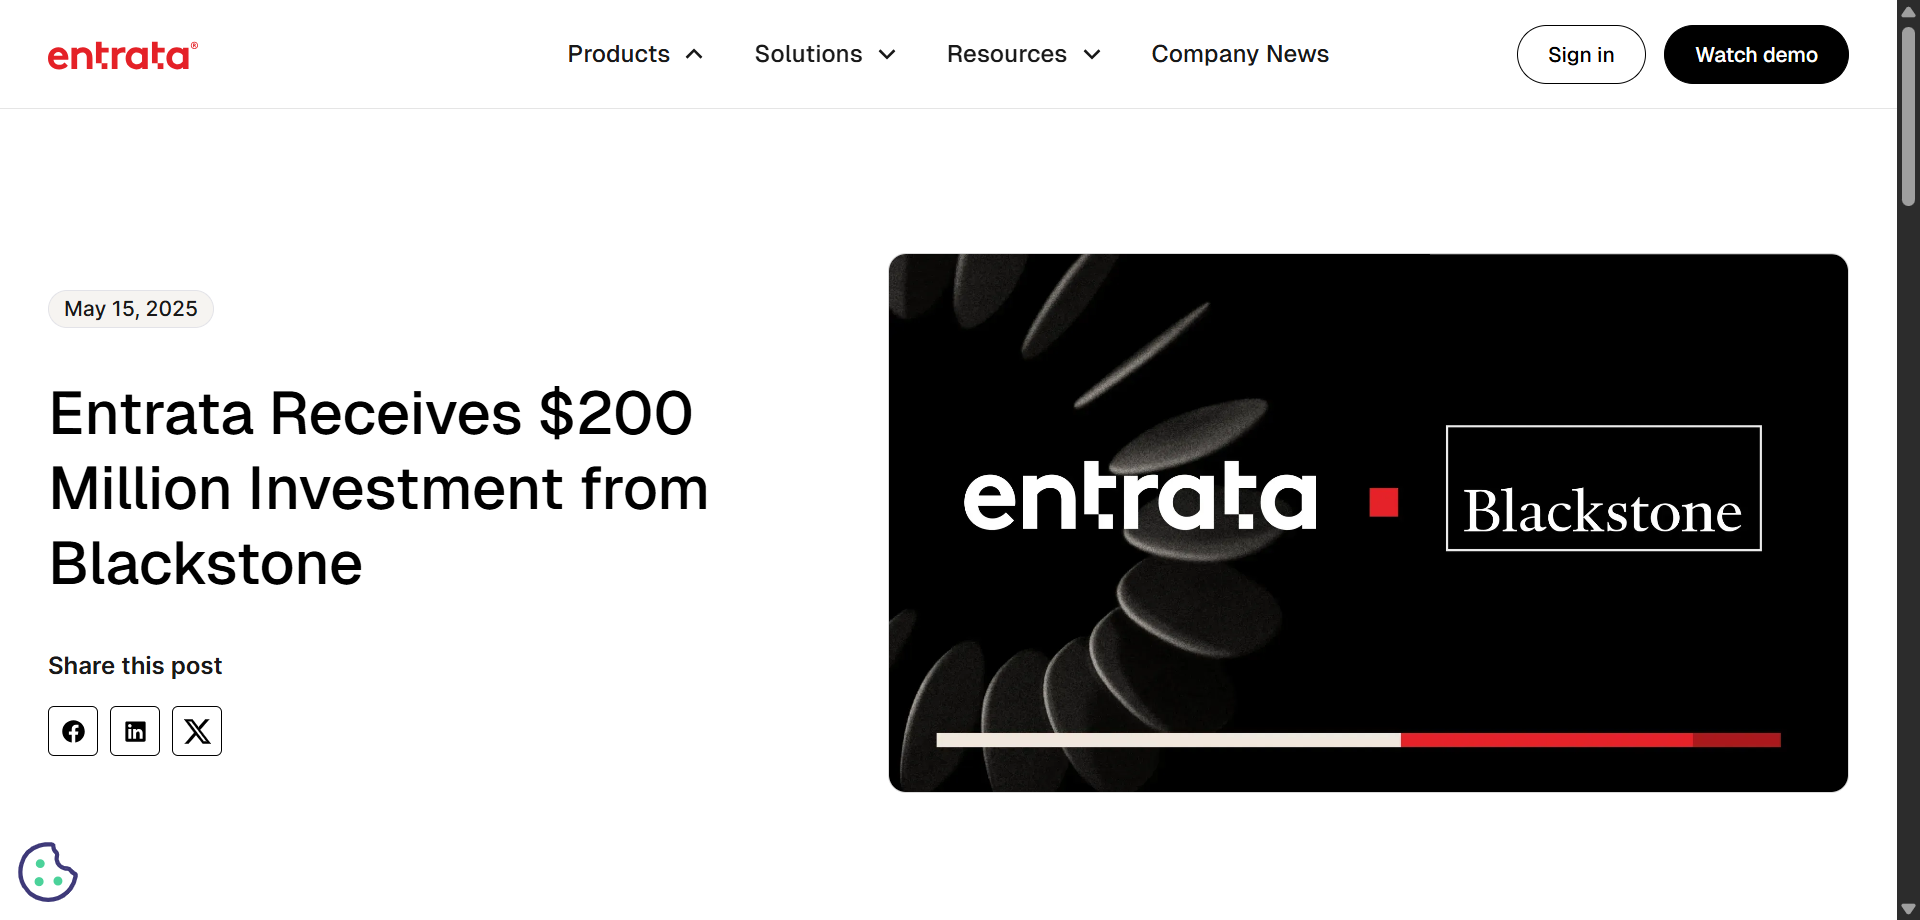 entrata®
Products
Solutions
Resources
Company News
Sign in
Watch demo
May 15, 2025
Entrata Receives $200
Million Investment from
Blackstone
Share this post
entrata
Blackstone